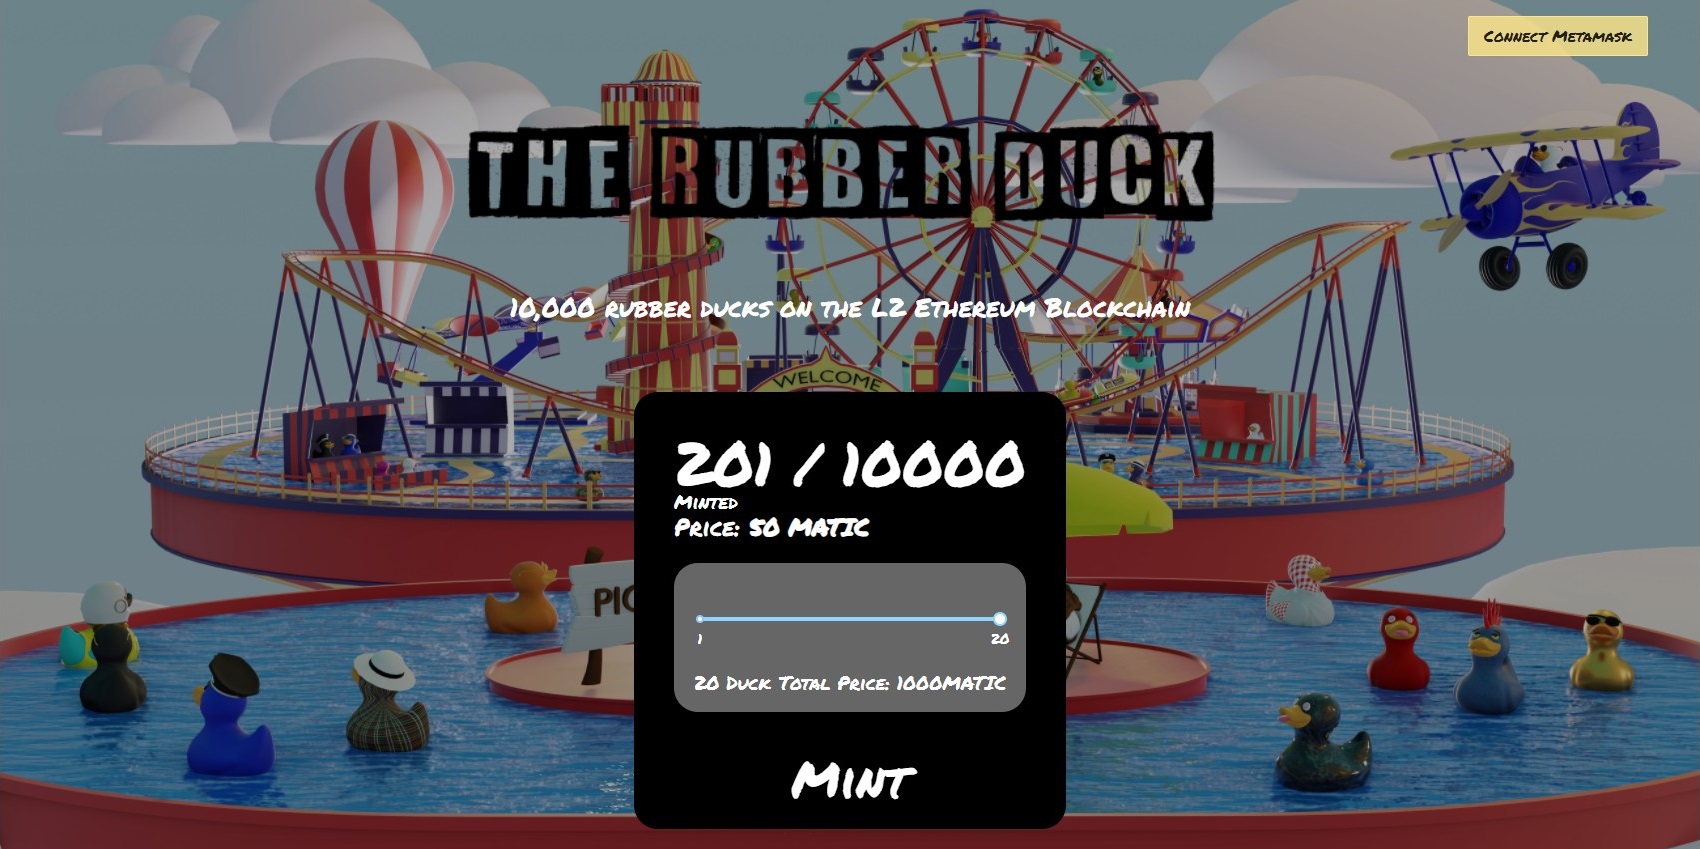 Connect Metamask
THE RUBBER DUCK
10,000 rubber ducks on the L2 Ethereum Blockchain
WELCOME
201 / 10000
Minted
Price: 50 MATIC
PIC
1
20
20 Duck Total Price: 1000MATIC
Mint